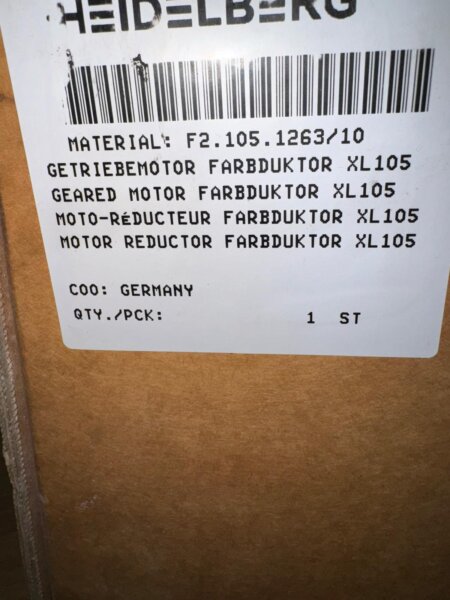 HEIDELBERG
MATERIAL: F2.105.1263/10
GETRIEBEMOTOR FARBDUKTOR XL105
GEARED MOTOR FARBDUKTOR XL105
MOTO-RéDUCTEUR FARBDUKTOR XL105
MOTOR REDUCTOR FARBDUKTOR XL105
COO: GERMANY
QTY./PCK: 1 ST